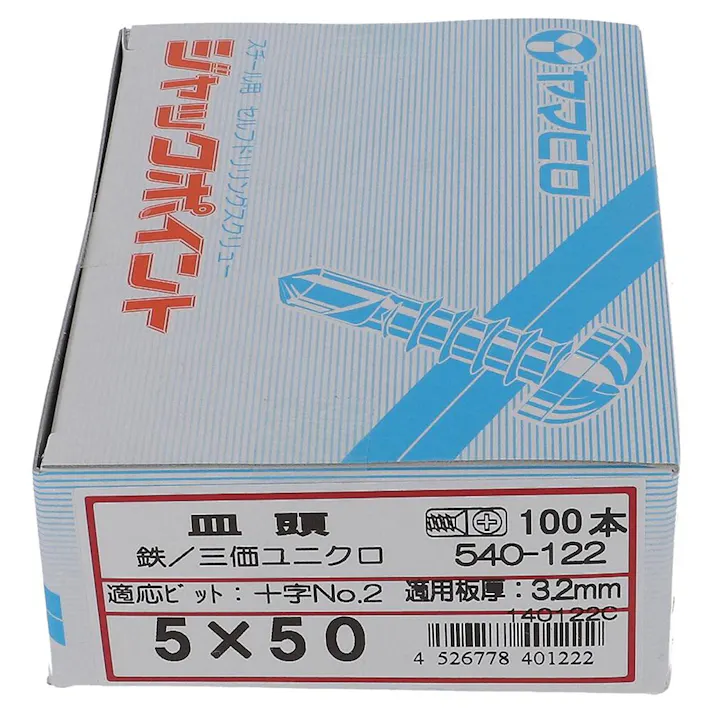 ヤマヒロ
スチール用 セルフドリリングスクリュー
ジャックポイント
皿頭 100本
鉄/三価ユニクロ 540-122
適応ビット:十字No.2 適用板厚:3.2mm
140122C
5×50
4 526778 401222